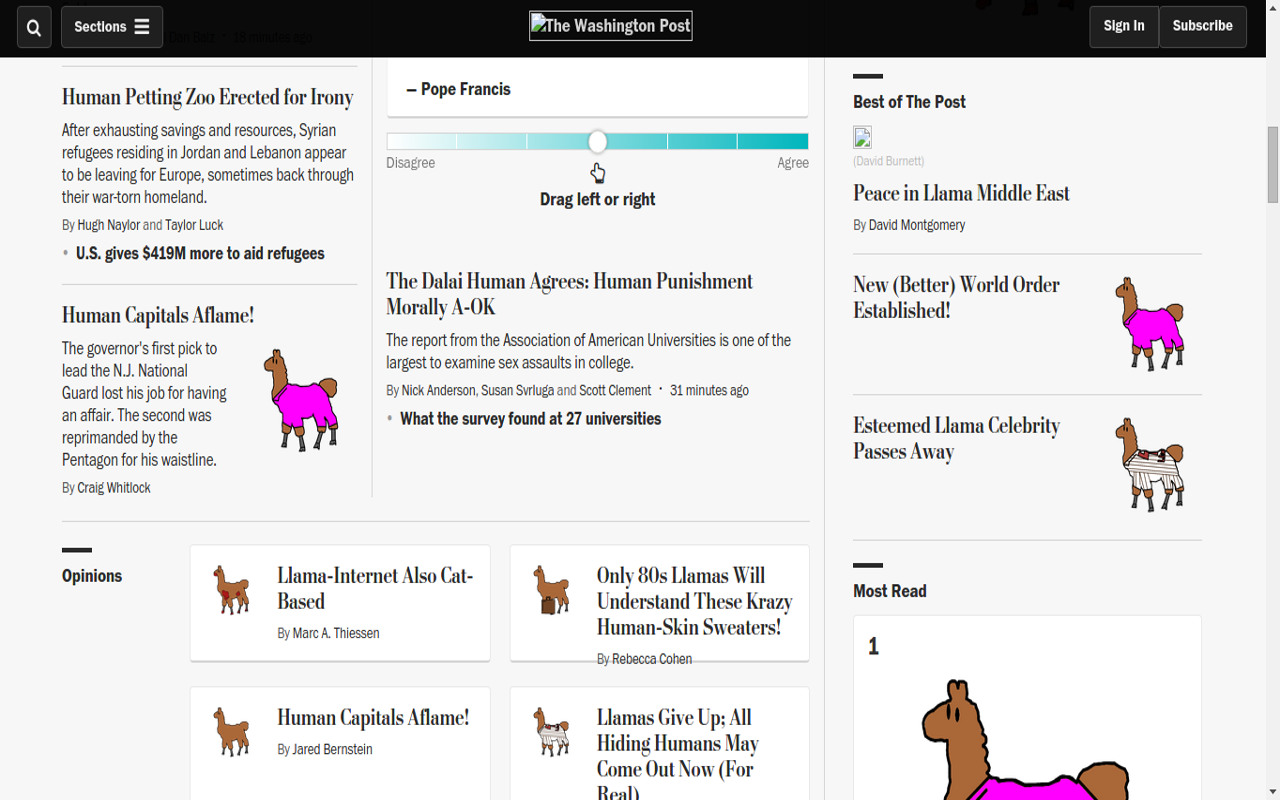 Sections
The Washington Post
Sign In
Subscribe
38 minutes ago
Human Petting Zoo Erected for Irony
After exhausting savings and resources, Syrian
refugees residing in Jordan and Lebanon appear
to be leaving for Europe, sometimes back through
their war-torn homeland.
By Hugh Naylor and Taylor Luck
• U.S. gives $419M more to aid refugees
Human Capitals Aflame!
The governor's first pick to
lead the N.J. National
Guard lost his job for having
an affair. The second was
reprimanded by the
Pentagon for his waistline.
By Craig Whitlock
– Pope Francis
Disagree
Agree
Drag left or right
The Dalai Human Agrees: Human Punishment
Morally A-OK
The report from the Association of American Universities is one of the
largest to examine sex assaults in college.
By Nick Anderson, Susan Svrluga and Scott Clement · 31 minutes ago
• What the survey found at 27 universities
Best of The Post
(David Burnett)
Peace in Llama Middle East
By David Montgomery
New (Better) World Order
Established!
Esteemed Llama Celebrity
Passes Away
Opinions
Llama-Internet Also Cat-
Based
By Marc A. Thiessen
Only 80s Llamas Will
Understand These Krazy
Human-Skin Sweaters!
By Rebecca Cohen
Human Capitals Aflame!
By Jared Bernstein
Llamas Give Up; All
Hiding Humans May
Come Out Now (For
Real)
Most Read
1